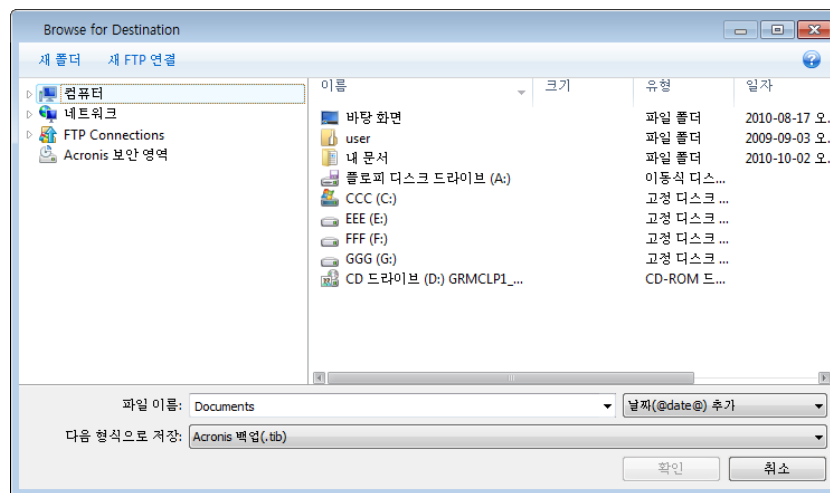 Browse for Destination
새 폴더 새 FTP 연결
이름 크기 유형 일자
컴퓨터
네트워크
FTP Connections
Acronis 보안 영역
바탕 화면 파일 폴더 2010-08-17 오.
user 파일 폴더 2009-09-03 오.
내 문서 파일 폴더 2010-10-02 오.
플로피 디스크 드라이브 (A:) 이동식 디스...
CCC (C:) 고정 디스크 ...
EEE (E:) 고정 디스크 ...
FFF (F:) 고정 디스크 ...
GGG (G:) 고정 디스크 ...
CD 드라이브 (D:) GRMCLP1_... CD-ROM 드...
파일 이름: Documents 날짜(@date@) 추가
다음 형식으로 저장: Acronis 백업(.tib)
확인 취소